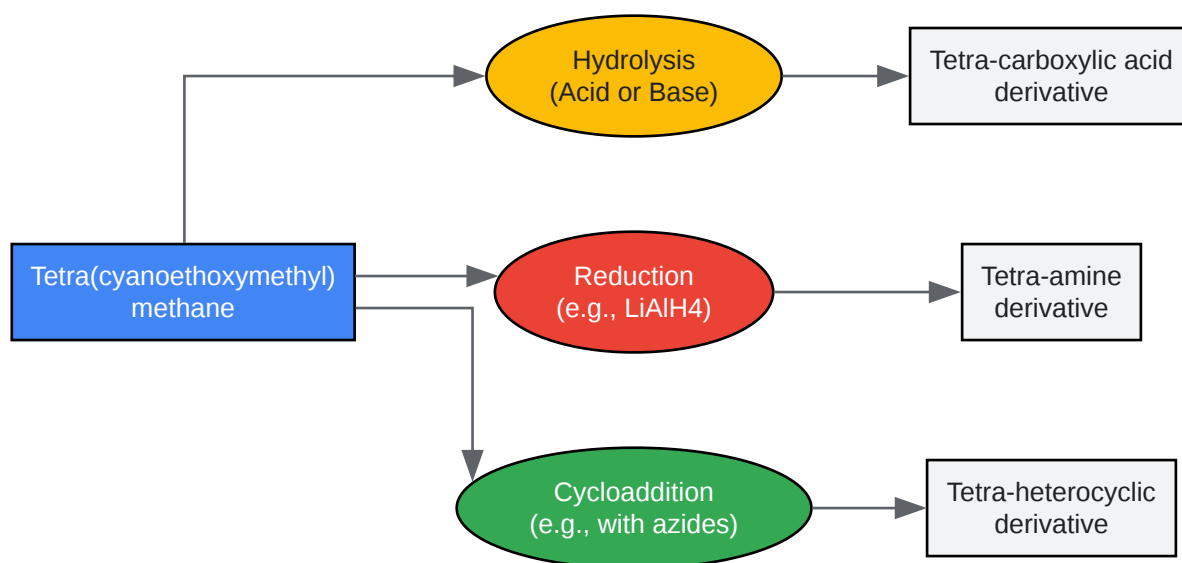 Hydrolysis
(Acid or Base)
Tetra-carboxylic acid
derivative
Tetra(cyanoethoxymethyl)
methane
Reduction
(e.g., LiAlH4)
Tetra-amine
derivative
Cycloaddition
(e.g., with azides)
Tetra-heterocyclic
derivative